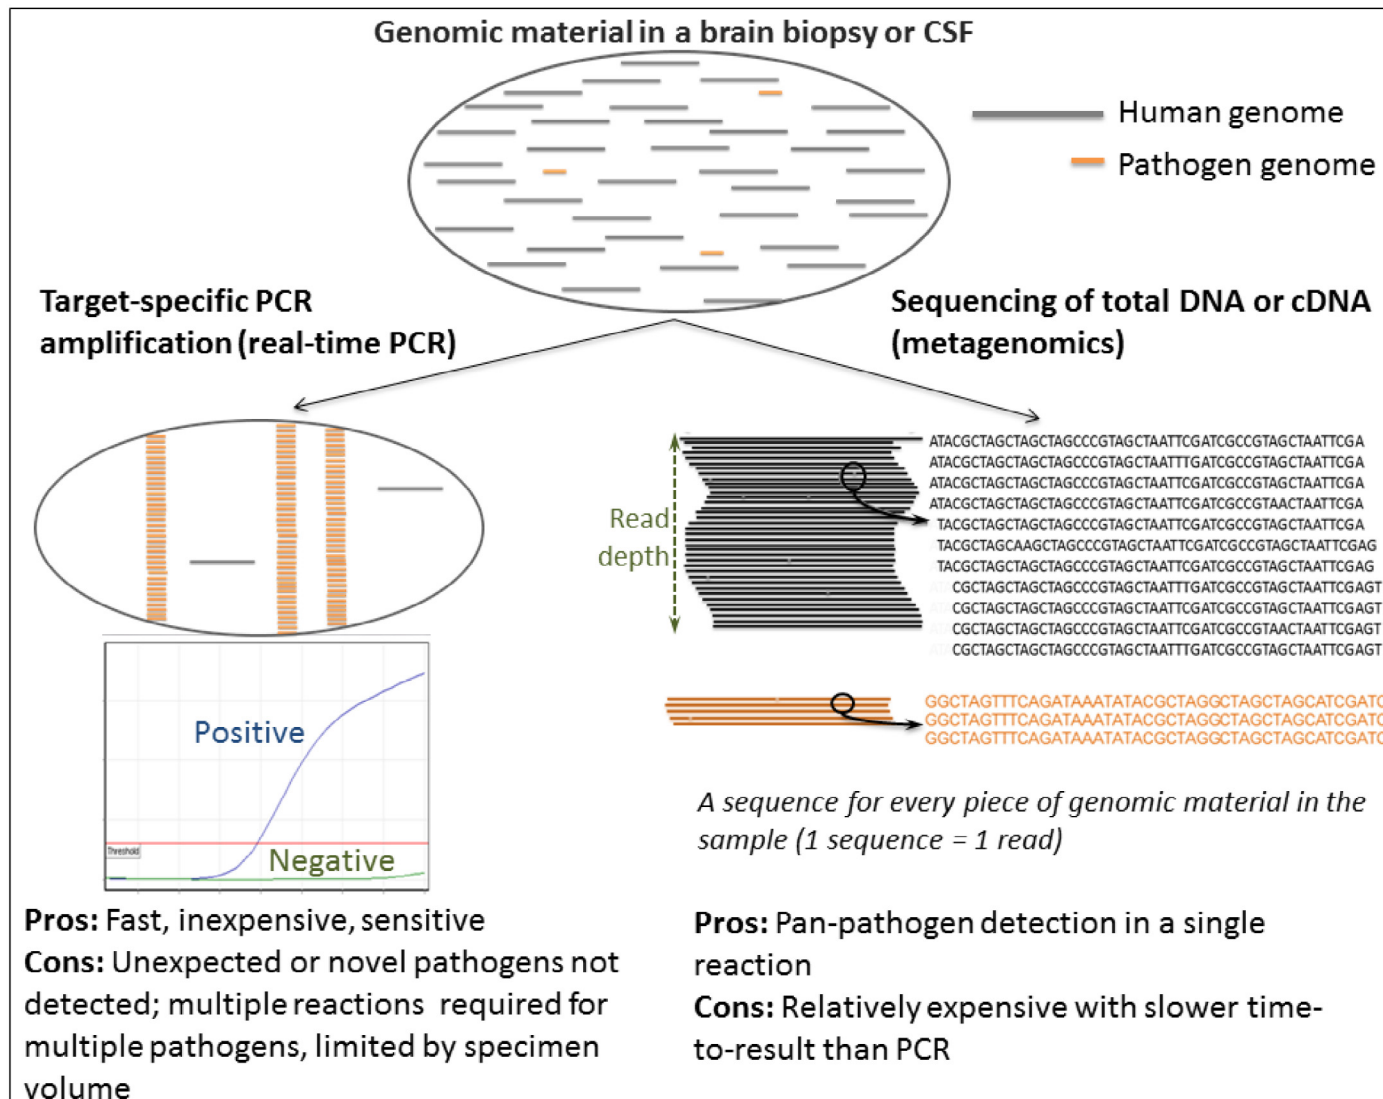 Genomic material in a brain biopsy or CSF
Human genome
Pathogen genome
Target-specific PCR
amplification (real-time PCR)
Sequencing of total DNA or cDNA
(metagenomics)
Read
depth
ATACGCTAGCTAGCTAGCCCGTAGCTAATTCGATCGCCGTAGCTAATTCGA
ATACGCTAGCTAGCTAGCCCGTAGCTAATTTGATCGCCGTAGCTAATTCGA
ATACGCTAGCTAGCTAGCCCGTAGCTAATTCGATCGCCGTAGCTAATTCGA
ATACGCTAGCTAGCTAGCCCGTAGCTAATTCGATCGCCGTAACTAATTCGA
TACGCTAGCTAGCTAGCCCGTAGCTAATTCGATCGCCGTAGCTAATTCGA
TACGCTAGCAAGCTAGCCCGTAGCTAATTCGATCGCCGTAGCTAATTCGAG
TACGCTAGCTAGCTAGCCCGTAGCTAATTCGATCGCCGTAGCTAATTCGAG
CGCTAGCTAGCTAGCCCGTAGCTAATTTGATCGCCGTAGCTAATTCGAGT
CGCTAGCTAGCTAGCCCGTAGCTAATTCGATCGCCGTAGCTAATTCGAGT
CGCTAGCTAGCTAGCCCGTAGCTAATTCGATCGCCGTAACTAATTCGAGT
CGCTAGCTAGCTAGCCCGTAGCTAATTTGATCGCCGTAGCTAATTCGAGT
GGCTAGTTTCAGATAAATATACGCTAGGCTAGCTAGCATCGATC
GGCTAGTTTCAGATAAATATACGCTAGGCTAGCTAGCATCGATC
GGCTAGTTTCAGATAAATATACGCTAGGCTAGCTAGCATCGATC
Positive
Threshold
Negative
A sequence for every piece of genomic material in the
sample (1 sequence = 1 read)
Pros: Fast, inexpensive, sensitive
Cons: Unexpected or novel pathogens not
detected; multiple reactions required for
multiple pathogens, limited by specimen
volume
Pros: Pan-pathogen detection in a single
reaction
Cons: Relatively expensive with slower time-
to-result than PCR